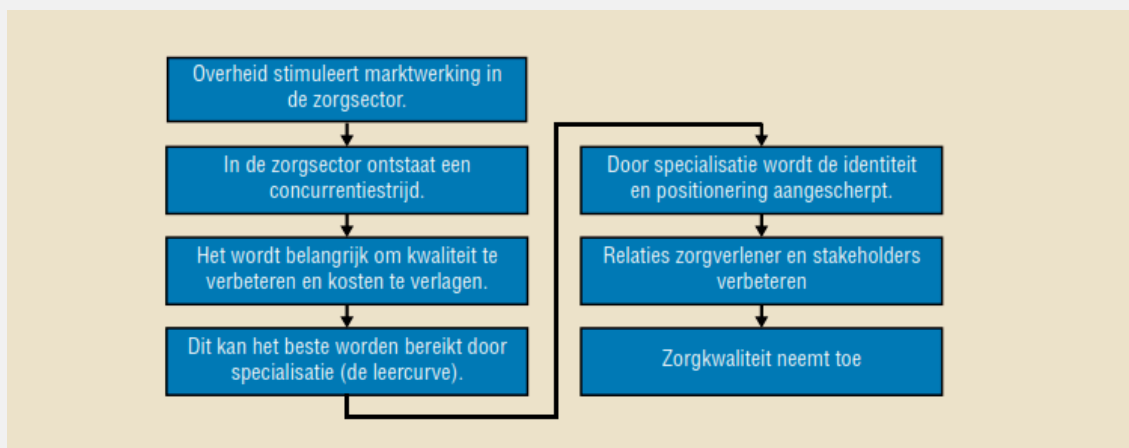 Overheid stimuleert marktwerking in
de zorgsector.
In de zorgsector ontstaat een
concurrentiestrijd.
Het wordt belangrijk om kwaliteit te
verbeteren en kosten te verlagen.
Dit kan het beste worden bereikt door
specialisatie (de leercurve).
Door specialisatie wordt de identiteit
en positionering aangescherpt.
Relaties zorgverlener en stakeholders
verbeteren
Zorgkwaliteit neemt toe